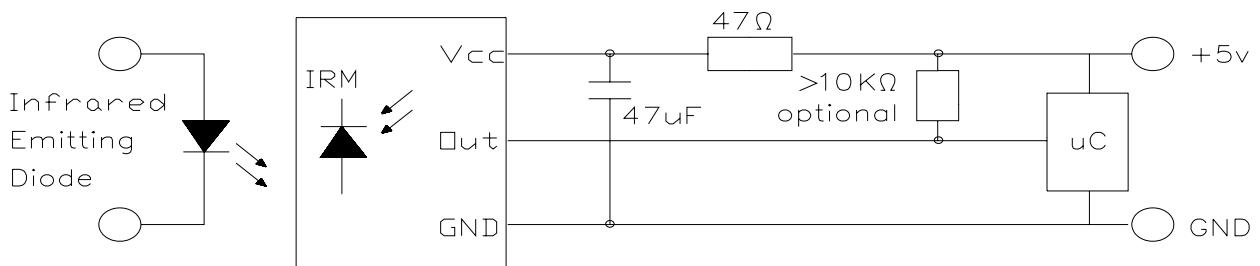 Infrared
Emitting
Diode
IRM
Vcc
Out
GND
47uF
47Ω
>10KΩ
optional
uC
+5v
GND